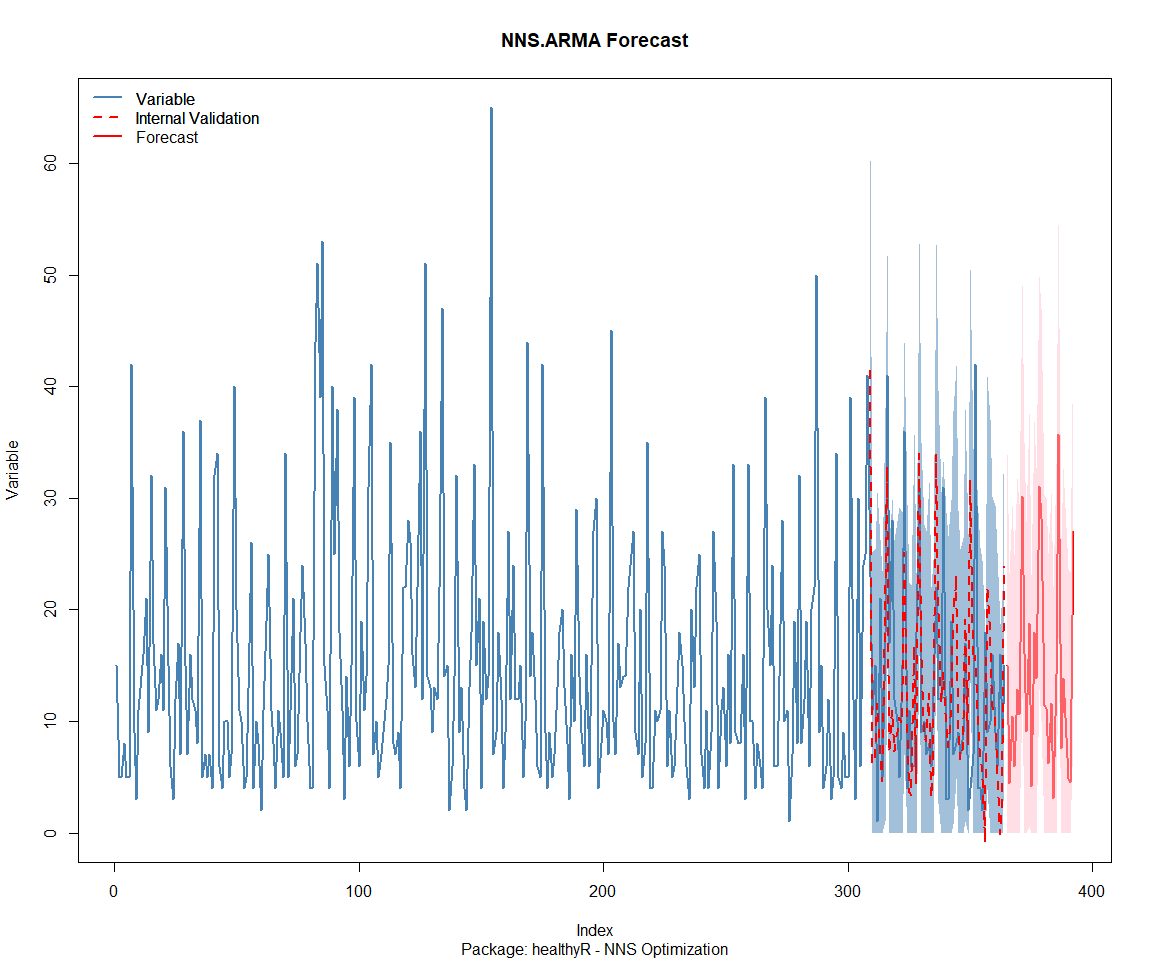 NNS.ARMA Forecast
Variable
Internal Validation
Forecast
Variable
60
50
40
30
20
10
0
0 100 200 300 400
Index
Package: healthyR - NNS Optimization